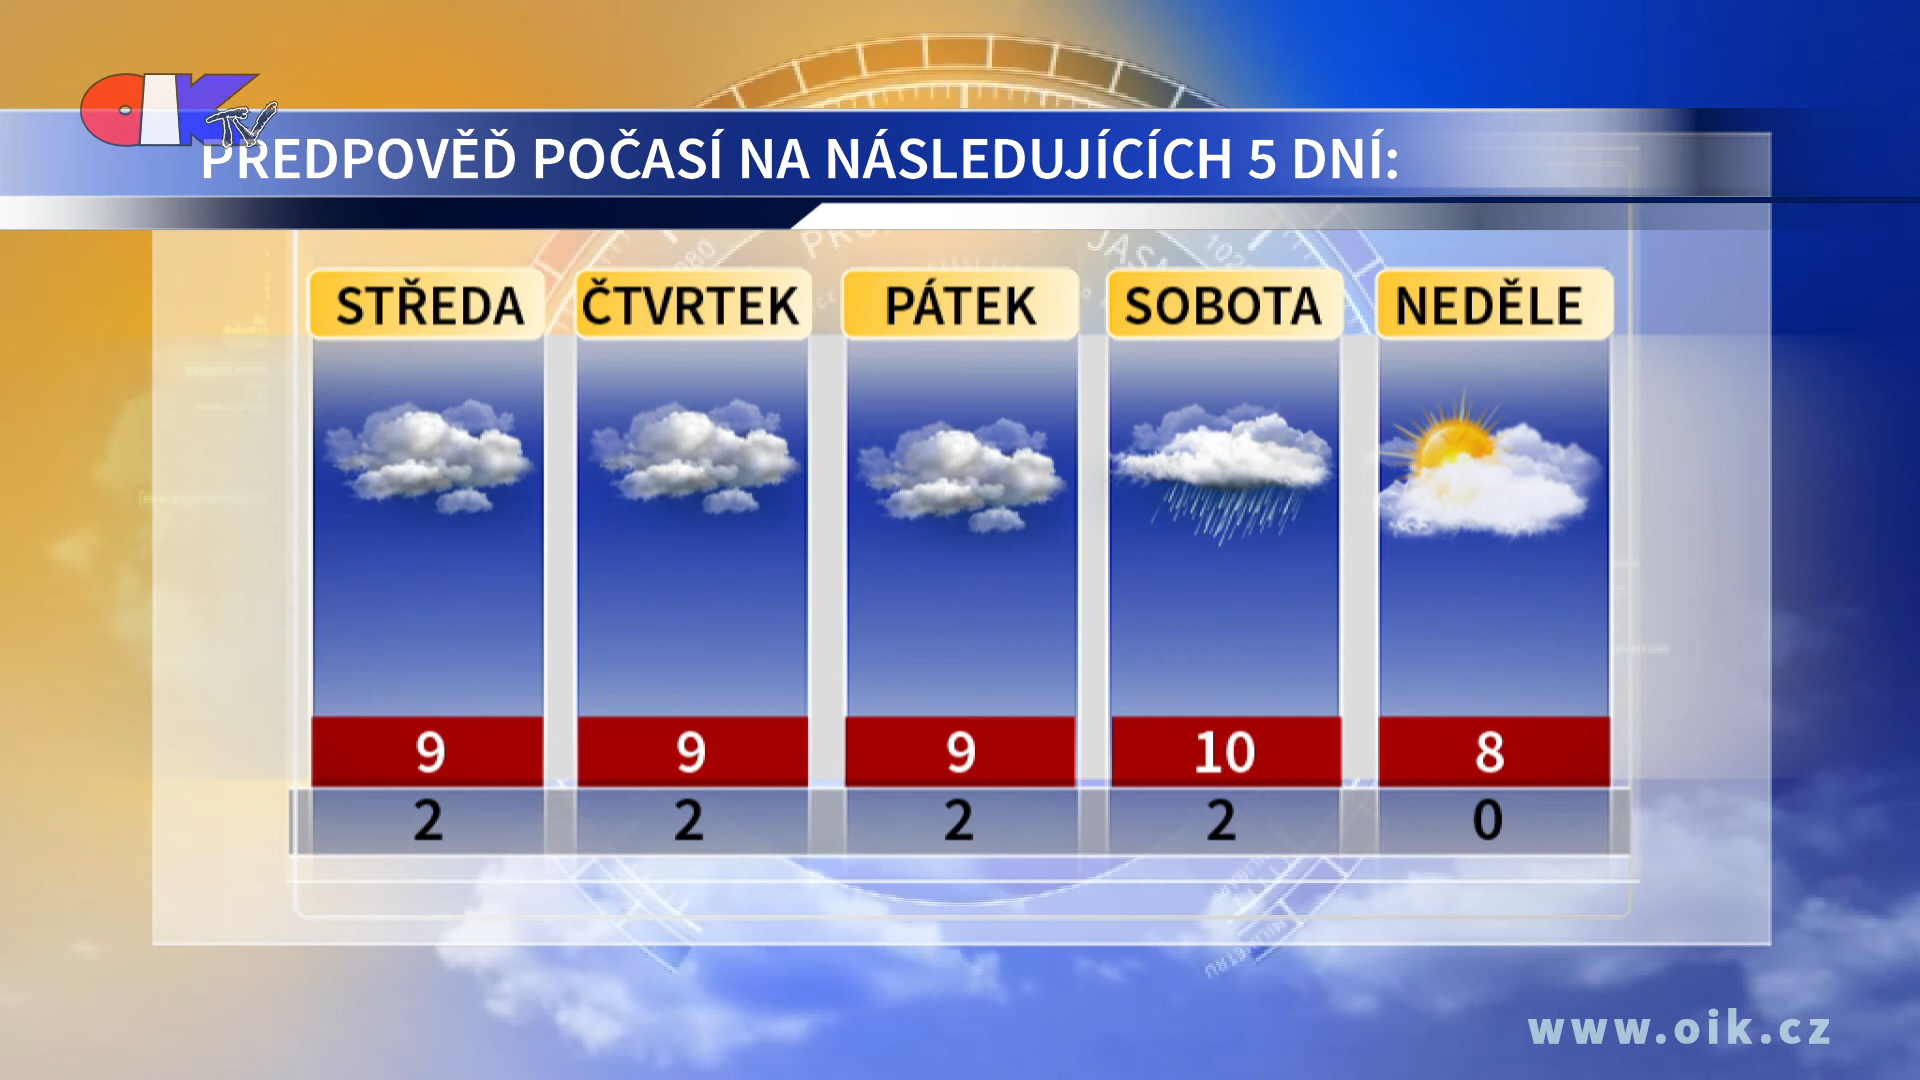 OIK TV
PŘEDPOVĚĎ POČASÍ NA NÁSLEDUJÍCÍCH 5 DNÍ:
STŘEDA ČTVRTEK PÁTEK SOBOTA NEDĚLE
9 9 9 10 8
2 2 2 2 0
www.oik.cz